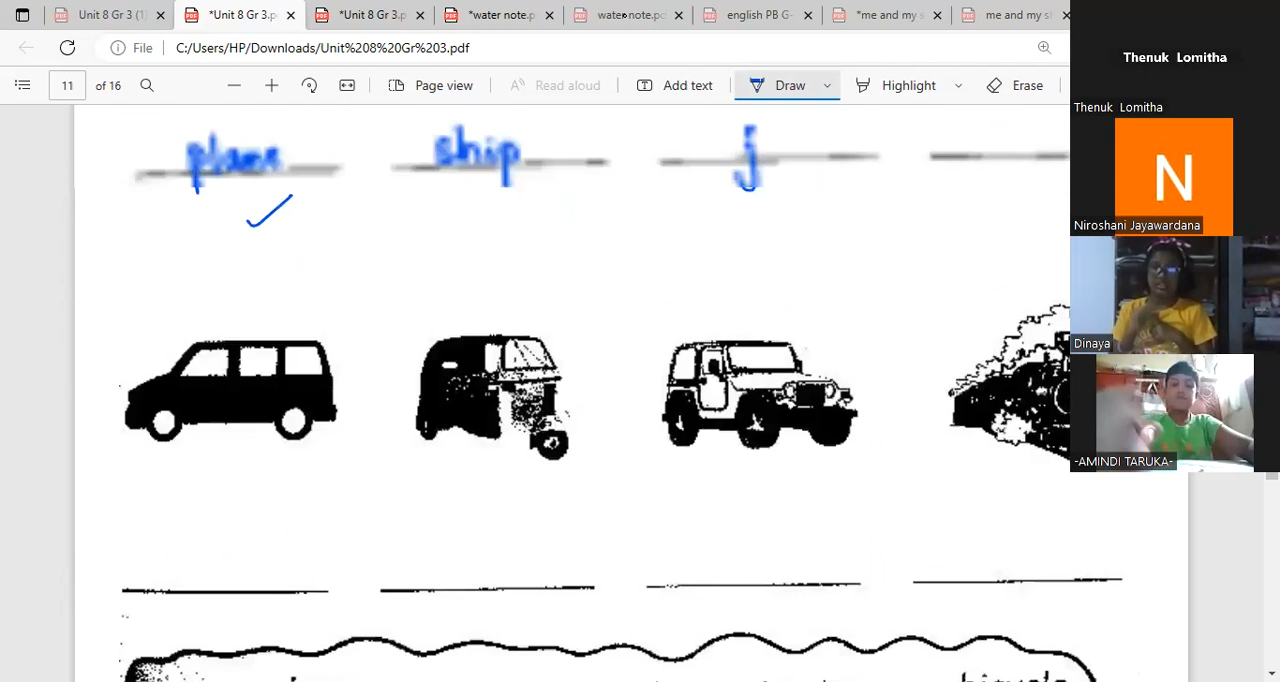 Unit 8 Gr 3 (1) *Unit 8 Gr 3.p *Unit 8 Gr 3.p *water note.p water note.pd english PB G- *me and my s me and my s
File C:/Users/HP/Downloads/Unit%208%20Gr%203.pdf
11 of 16 Page view Read aloud Add text Draw Highlight Erase
Thenuk Lomitha
Thenuk Lomitha
N
Niroshani Jayawardana
Dinaya
-AMINDI TARUKA-
plane ship j
bicycle